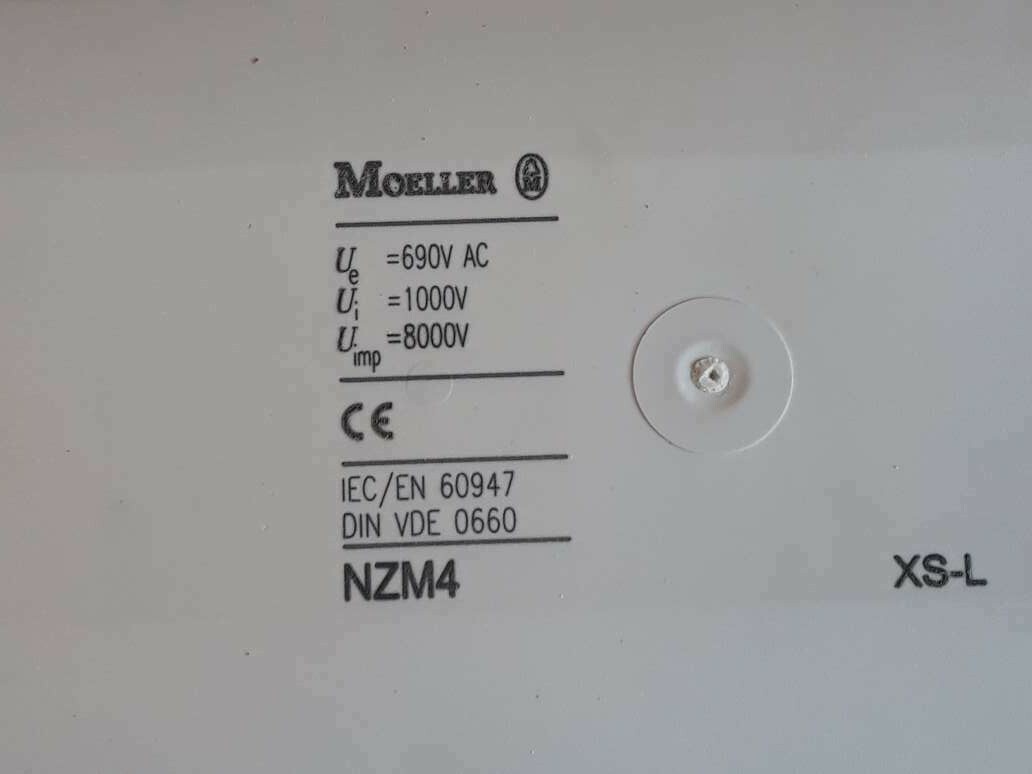 MOELLER
Ue =690V AC
Ui =1000V
Uimp =8000V
CE
IEC/EN 60947
DIN VDE 0660
NZM4
XS-L